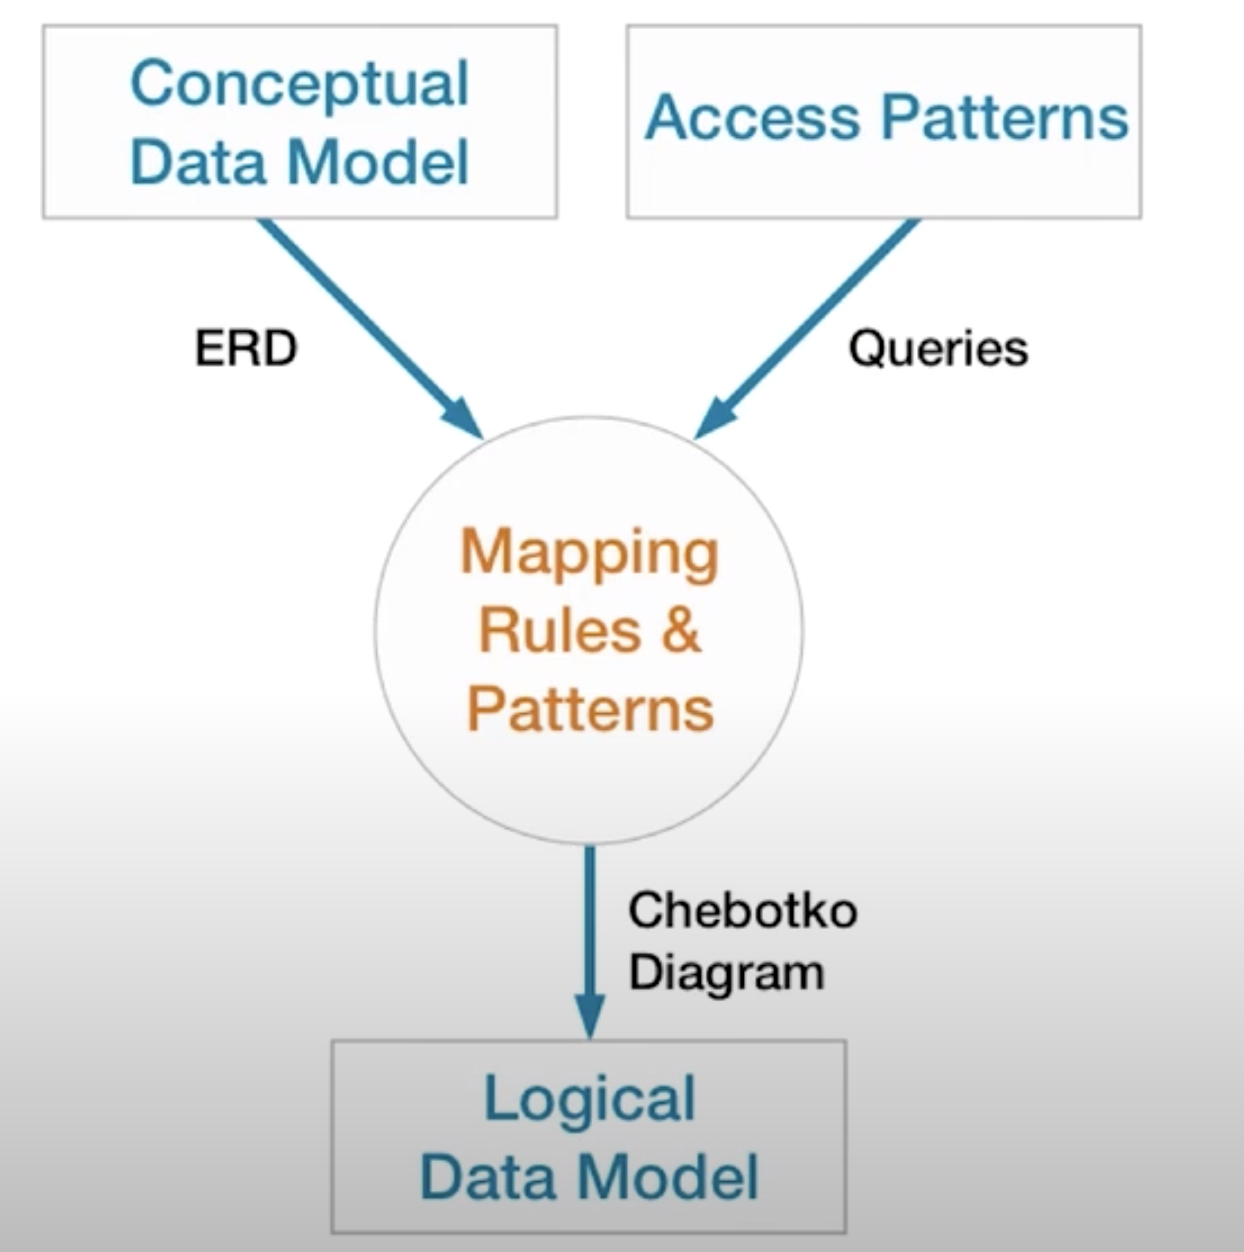 Conceptual
Data Model
Access Patterns
ERD
Queries
Mapping
Rules &
Patterns
Chebotko
Diagram
Logical
Data Model